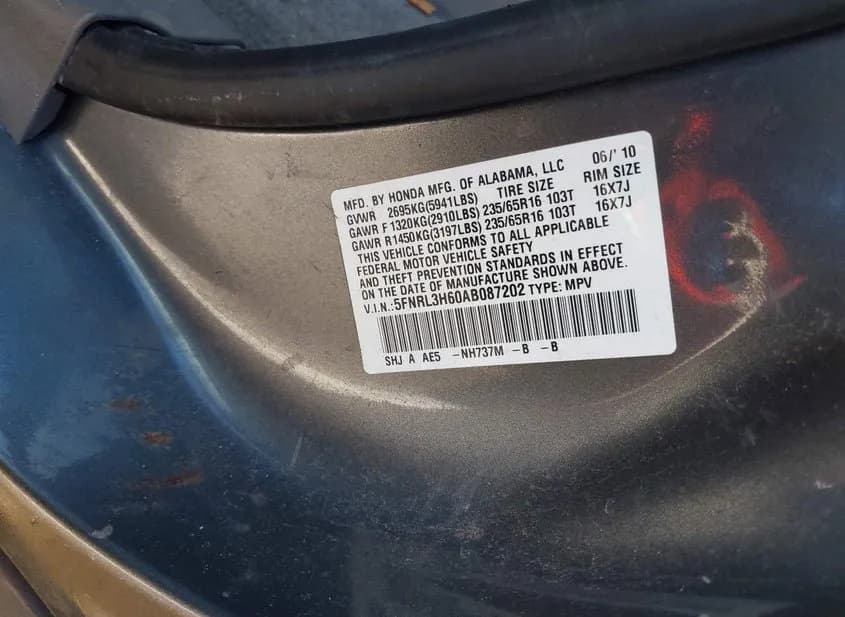 MFD. BY HONDA MFG. OF ALABAMA, LLC 06/' 10
GVWR 2695KG(5941LBS) TIRE SIZE RIM SIZE
GAWR F 1320KG(2910LBS) 235/65R16 103T 16X7J
GAWR R1450KG(3197LBS) 235/65R16 103T 16X7J
THIS VEHICLE CONFORMS TO ALL APPLICABLE
FEDERAL MOTOR VEHICLE SAFETY
AND THEFT PREVENTION STANDARDS IN EFFECT
ON THE DATE OF MANUFACTURE SHOWN ABOVE.
V.I.N.:5FNRL3H60AB087202 TYPE: MPV
SHJ A AE5 -NH737M -B -B